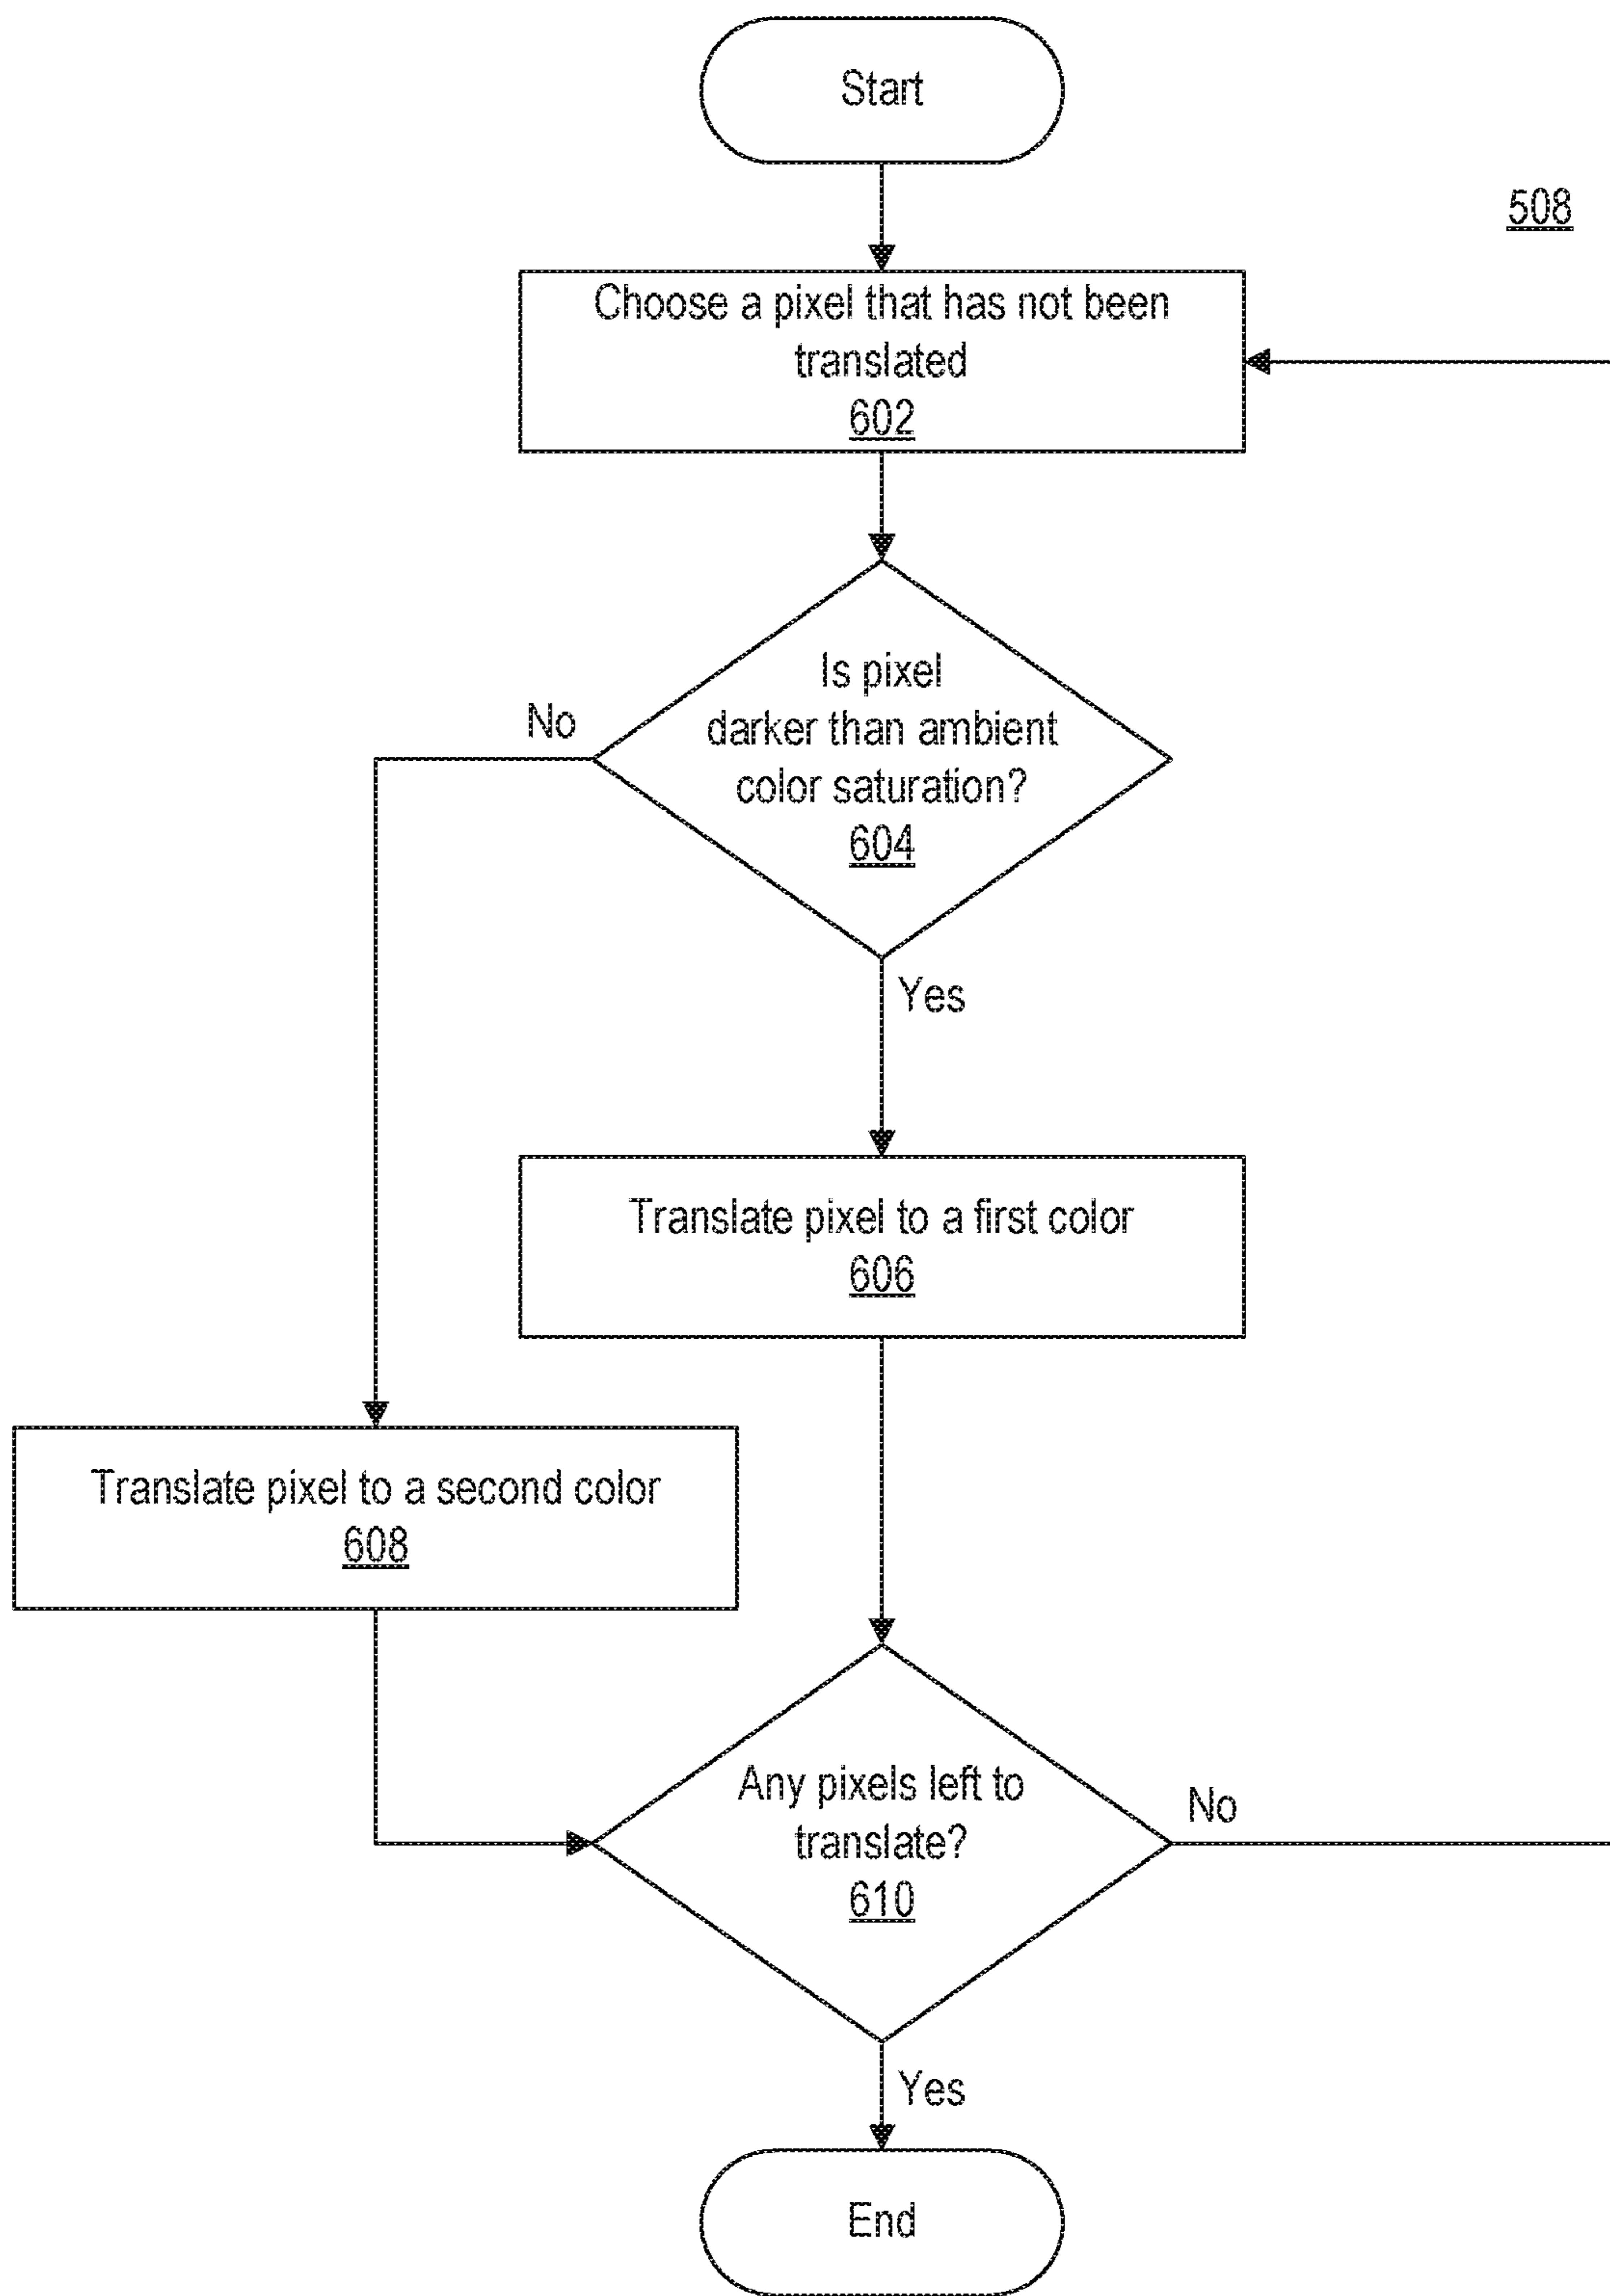 Start
508
Choose a pixel that has not been
translated
602
Is pixel
darker than ambient
color saturation?
604
No
Yes
Translate pixel to a first color
606
Translate pixel to a second color
608
Any pixels left to
translate?
610
No
Yes
End